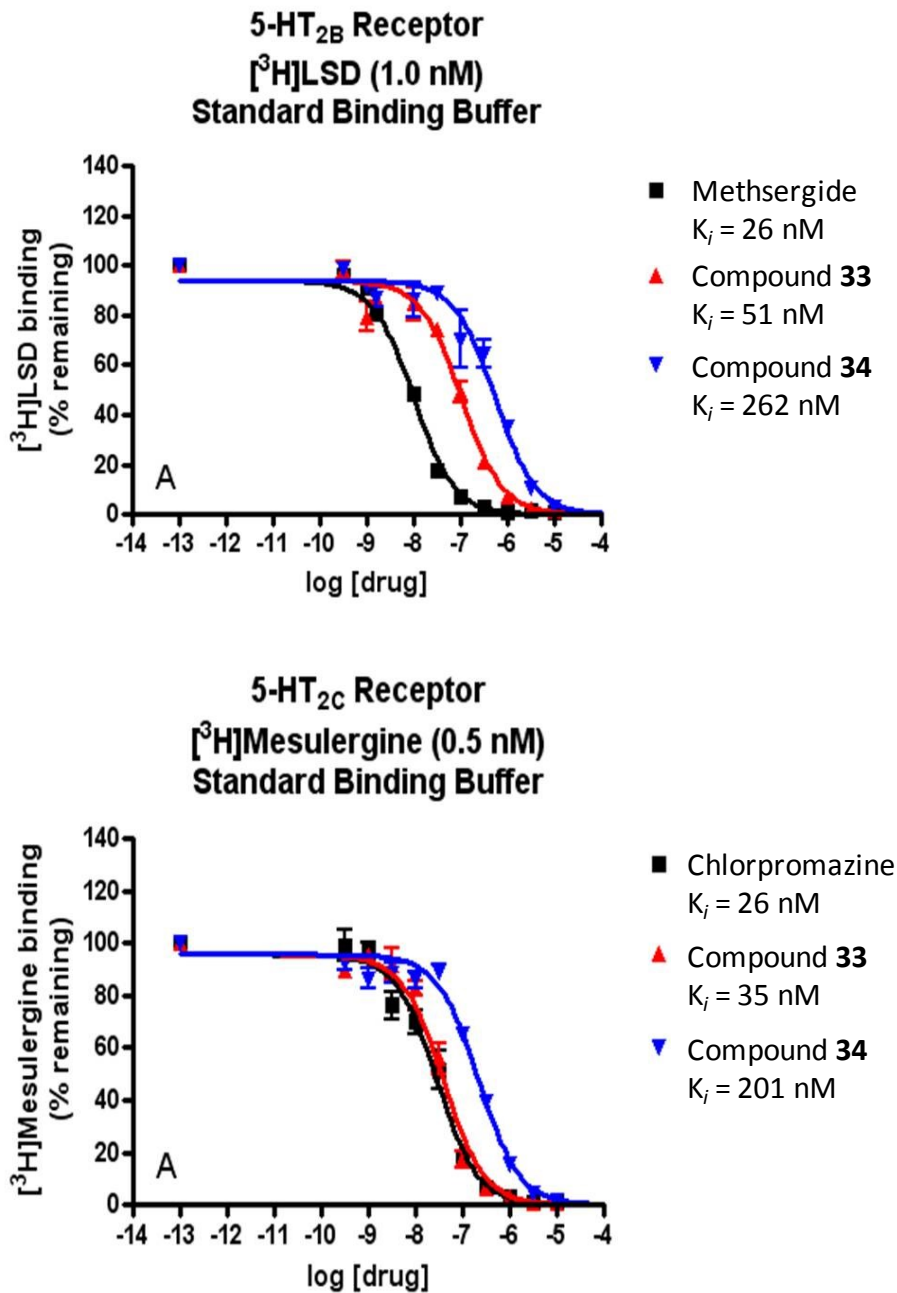 5-HT2B Receptor
[³H]LSD (1.0 nM)
Standard Binding Buffer
140
120
100
80
60
40
20
0
[³H]LSD binding
(% remaining)
A
-14 -13 -12 -11 -10 -9 -8 -7 -6 -5 -4
log [drug]
Methsergide
Ki = 26 nM
Compound 33
Ki = 51 nM
Compound 34
Ki = 262 nM
5-HT2C Receptor
[³H]Mesulergine (0.5 nM)
Standard Binding Buffer
140
120
100
80
60
40
20
0
[³H]Mesulergine binding
(% remaining)
A
-14 -13 -12 -11 -10 -9 -8 -7 -6 -5 -4
log [drug]
Chlorpromazine
Ki = 26 nM
Compound 33
Ki = 35 nM
Compound 34
Ki = 201 nM